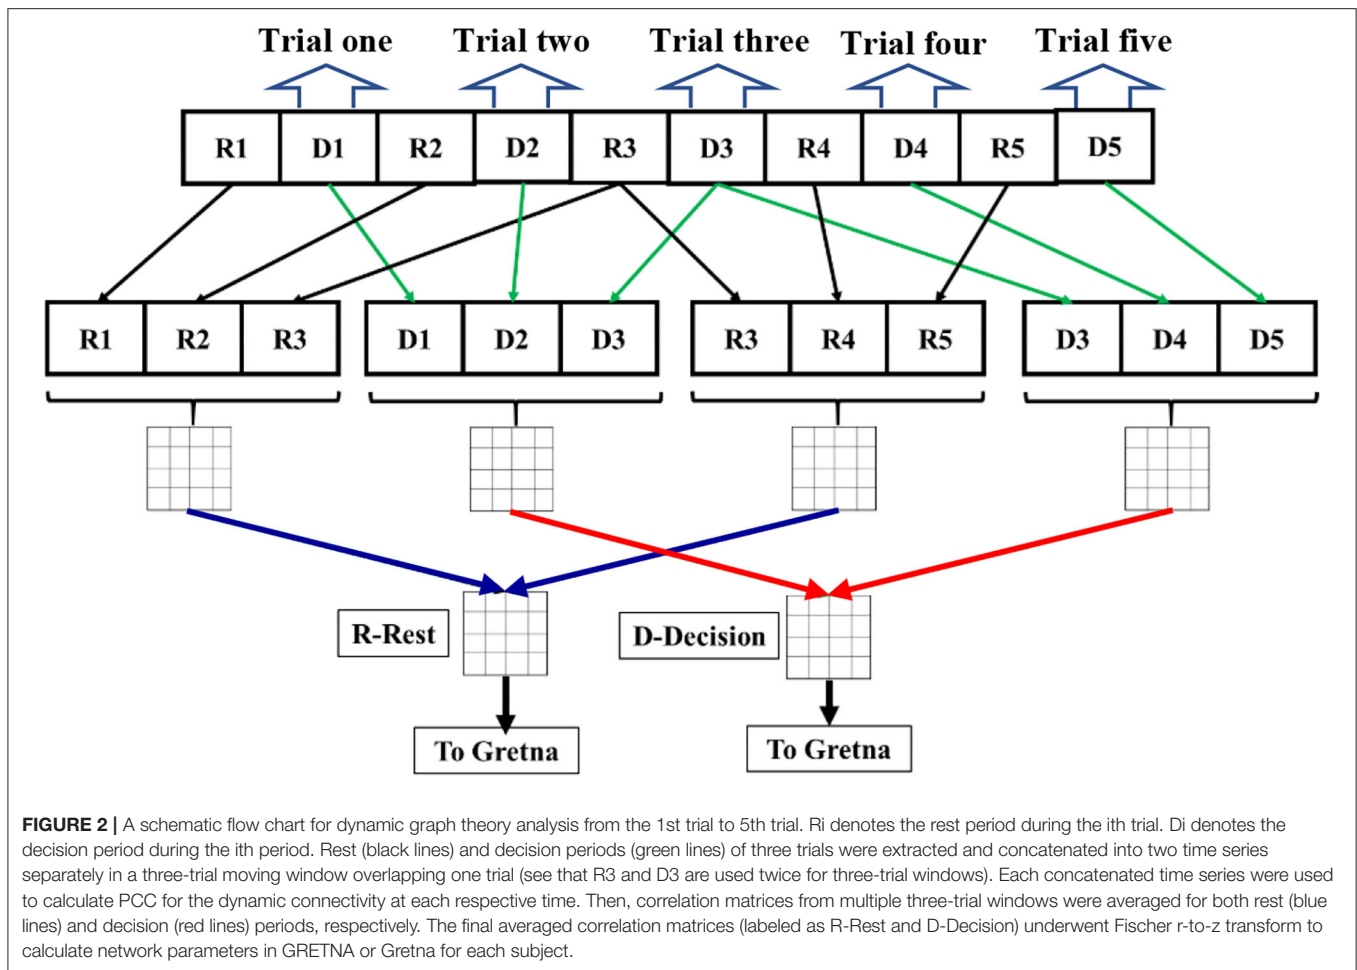 Trial one Trial two Trial three Trial four Trial five
R1 D1 R2 D2 R3 D3 R4 D4 R5 D5
R1 R2 R3 D1 D2 D3 R3 R4 R5 D3 D4 D5
R-Rest D-Decision
To Gretna To Gretna
FIGURE 2 | A schematic flow chart for dynamic graph theory analysis from the 1st trial to 5th trial. Ri denotes the rest period during the ith trial. Di denotes the
decision period during the ith period. Rest (black lines) and decision periods (green lines) of three trials were extracted and concatenated into two time series
separately in a three-trial moving window overlapping one trial (see that R3 and D3 are used twice for three-trial windows). Each concatenated time series were used
to calculate PCC for the dynamic connectivity at each respective time. Then, correlation matrices from multiple three-trial windows were averaged for both rest (blue
lines) and decision (red lines) periods, respectively. The final averaged correlation matrices (labeled as R-Rest and D-Decision) underwent Fischer r-to-z transform to
calculate network parameters in GRETNA or Gretna for each subject.